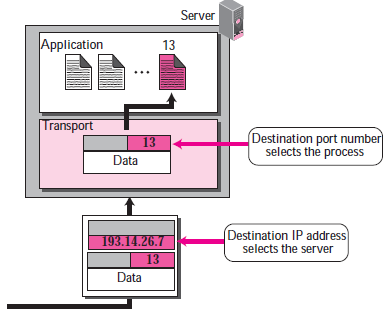 Server
Application
13
...
Transport
13
Data
Destination port number
selects the process
193.14.26.7
13
Data
Destination IP address
selects the server